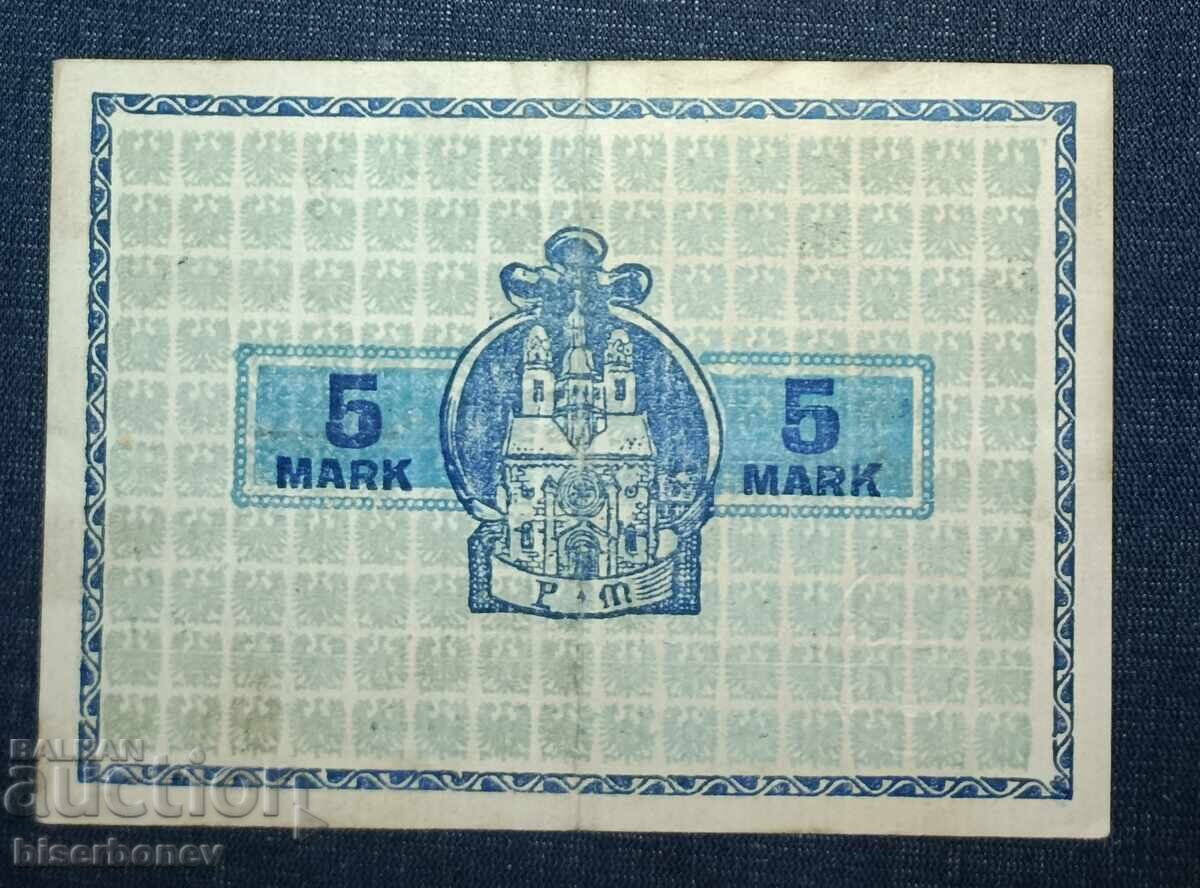 5
MARK
5
MARK
P M
BALKAN
auction
biserbonev